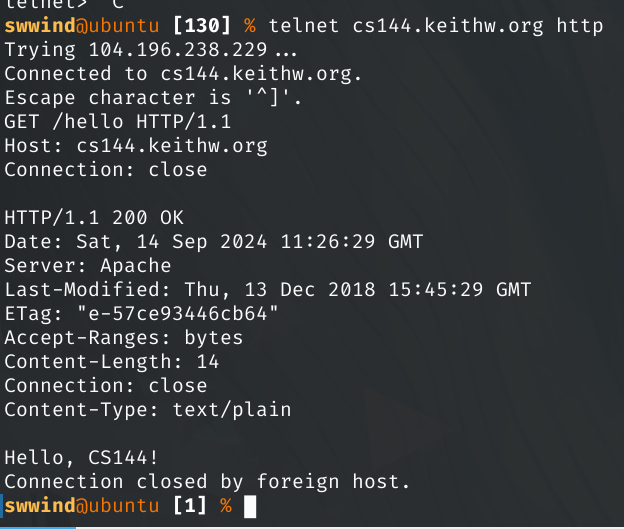 telnet> ^C
swwind@ubuntu [130] % telnet cs144.keithw.org http
Trying 104.196.238.229...
Connected to cs144.keithw.org.
Escape character is '^]'.
GET /hello HTTP/1.1
Host: cs144.keithw.org
Connection: close

HTTP/1.1 200 OK
Date: Sat, 14 Sep 2024 11:26:29 GMT
Server: Apache
Last-Modified: Thu, 13 Dec 2018 15:45:29 GMT
ETag: "e-57ce93446cb64"
Accept-Ranges: bytes
Content-Length: 14
Connection: close
Content-Type: text/plain

Hello, CS144!
Connection closed by foreign host.
swwind@ubuntu [1] %